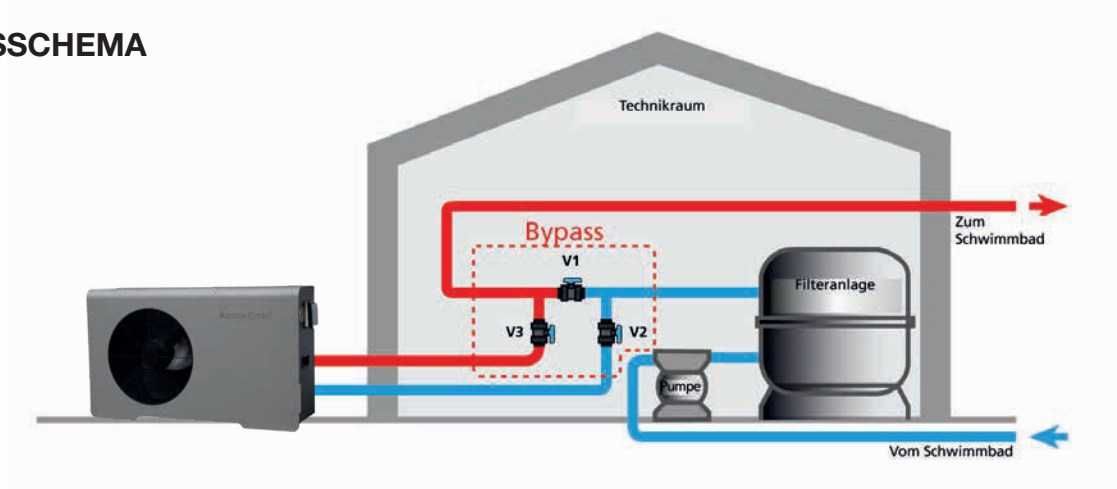 SSCHEMA
Technikraum
Zum
Schwimmbad
Bypass
V1
Filteranlage
V3
V2
Pumpe
Vom Schwimmbad